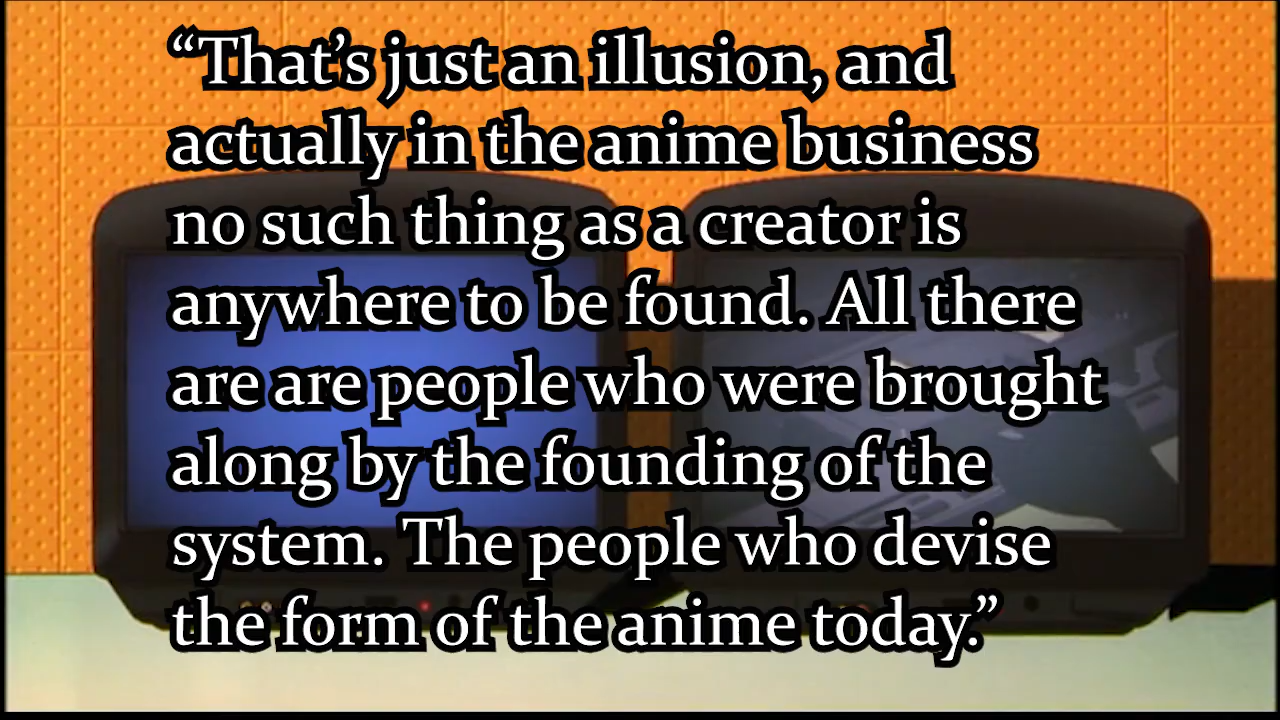 “That’s just an illusion, and
actually in the anime business
no such thing as a creator is
anywhere to be found. All there
are are people who were brought
along by the founding of the
system. The people who devise
the form of the anime today.”